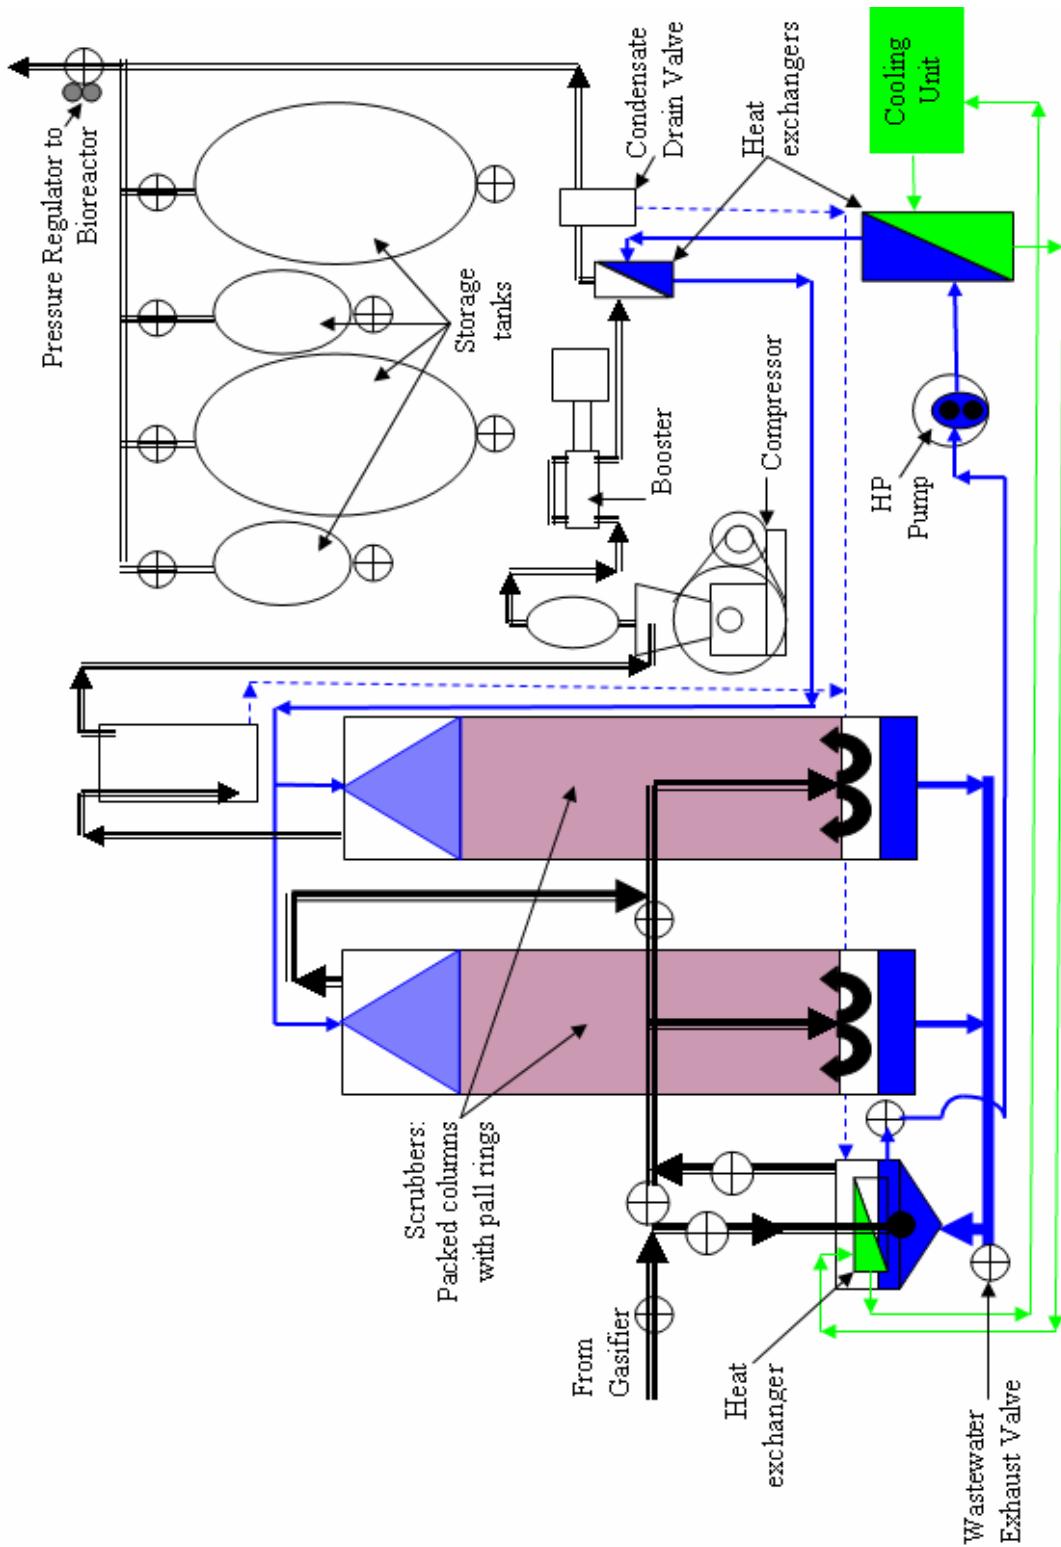 Pressure Regulator to
Bioreactor
Storage
tanks
Condensate
Drain Valve
Heat
exchangers
Cooling
Unit
Booster
Compressor
HP
Pump
Scrubbers:
Packed columns
with pall rings
From
Gasifier
Heat
exchanger
Wastewater
Exhaust Valve